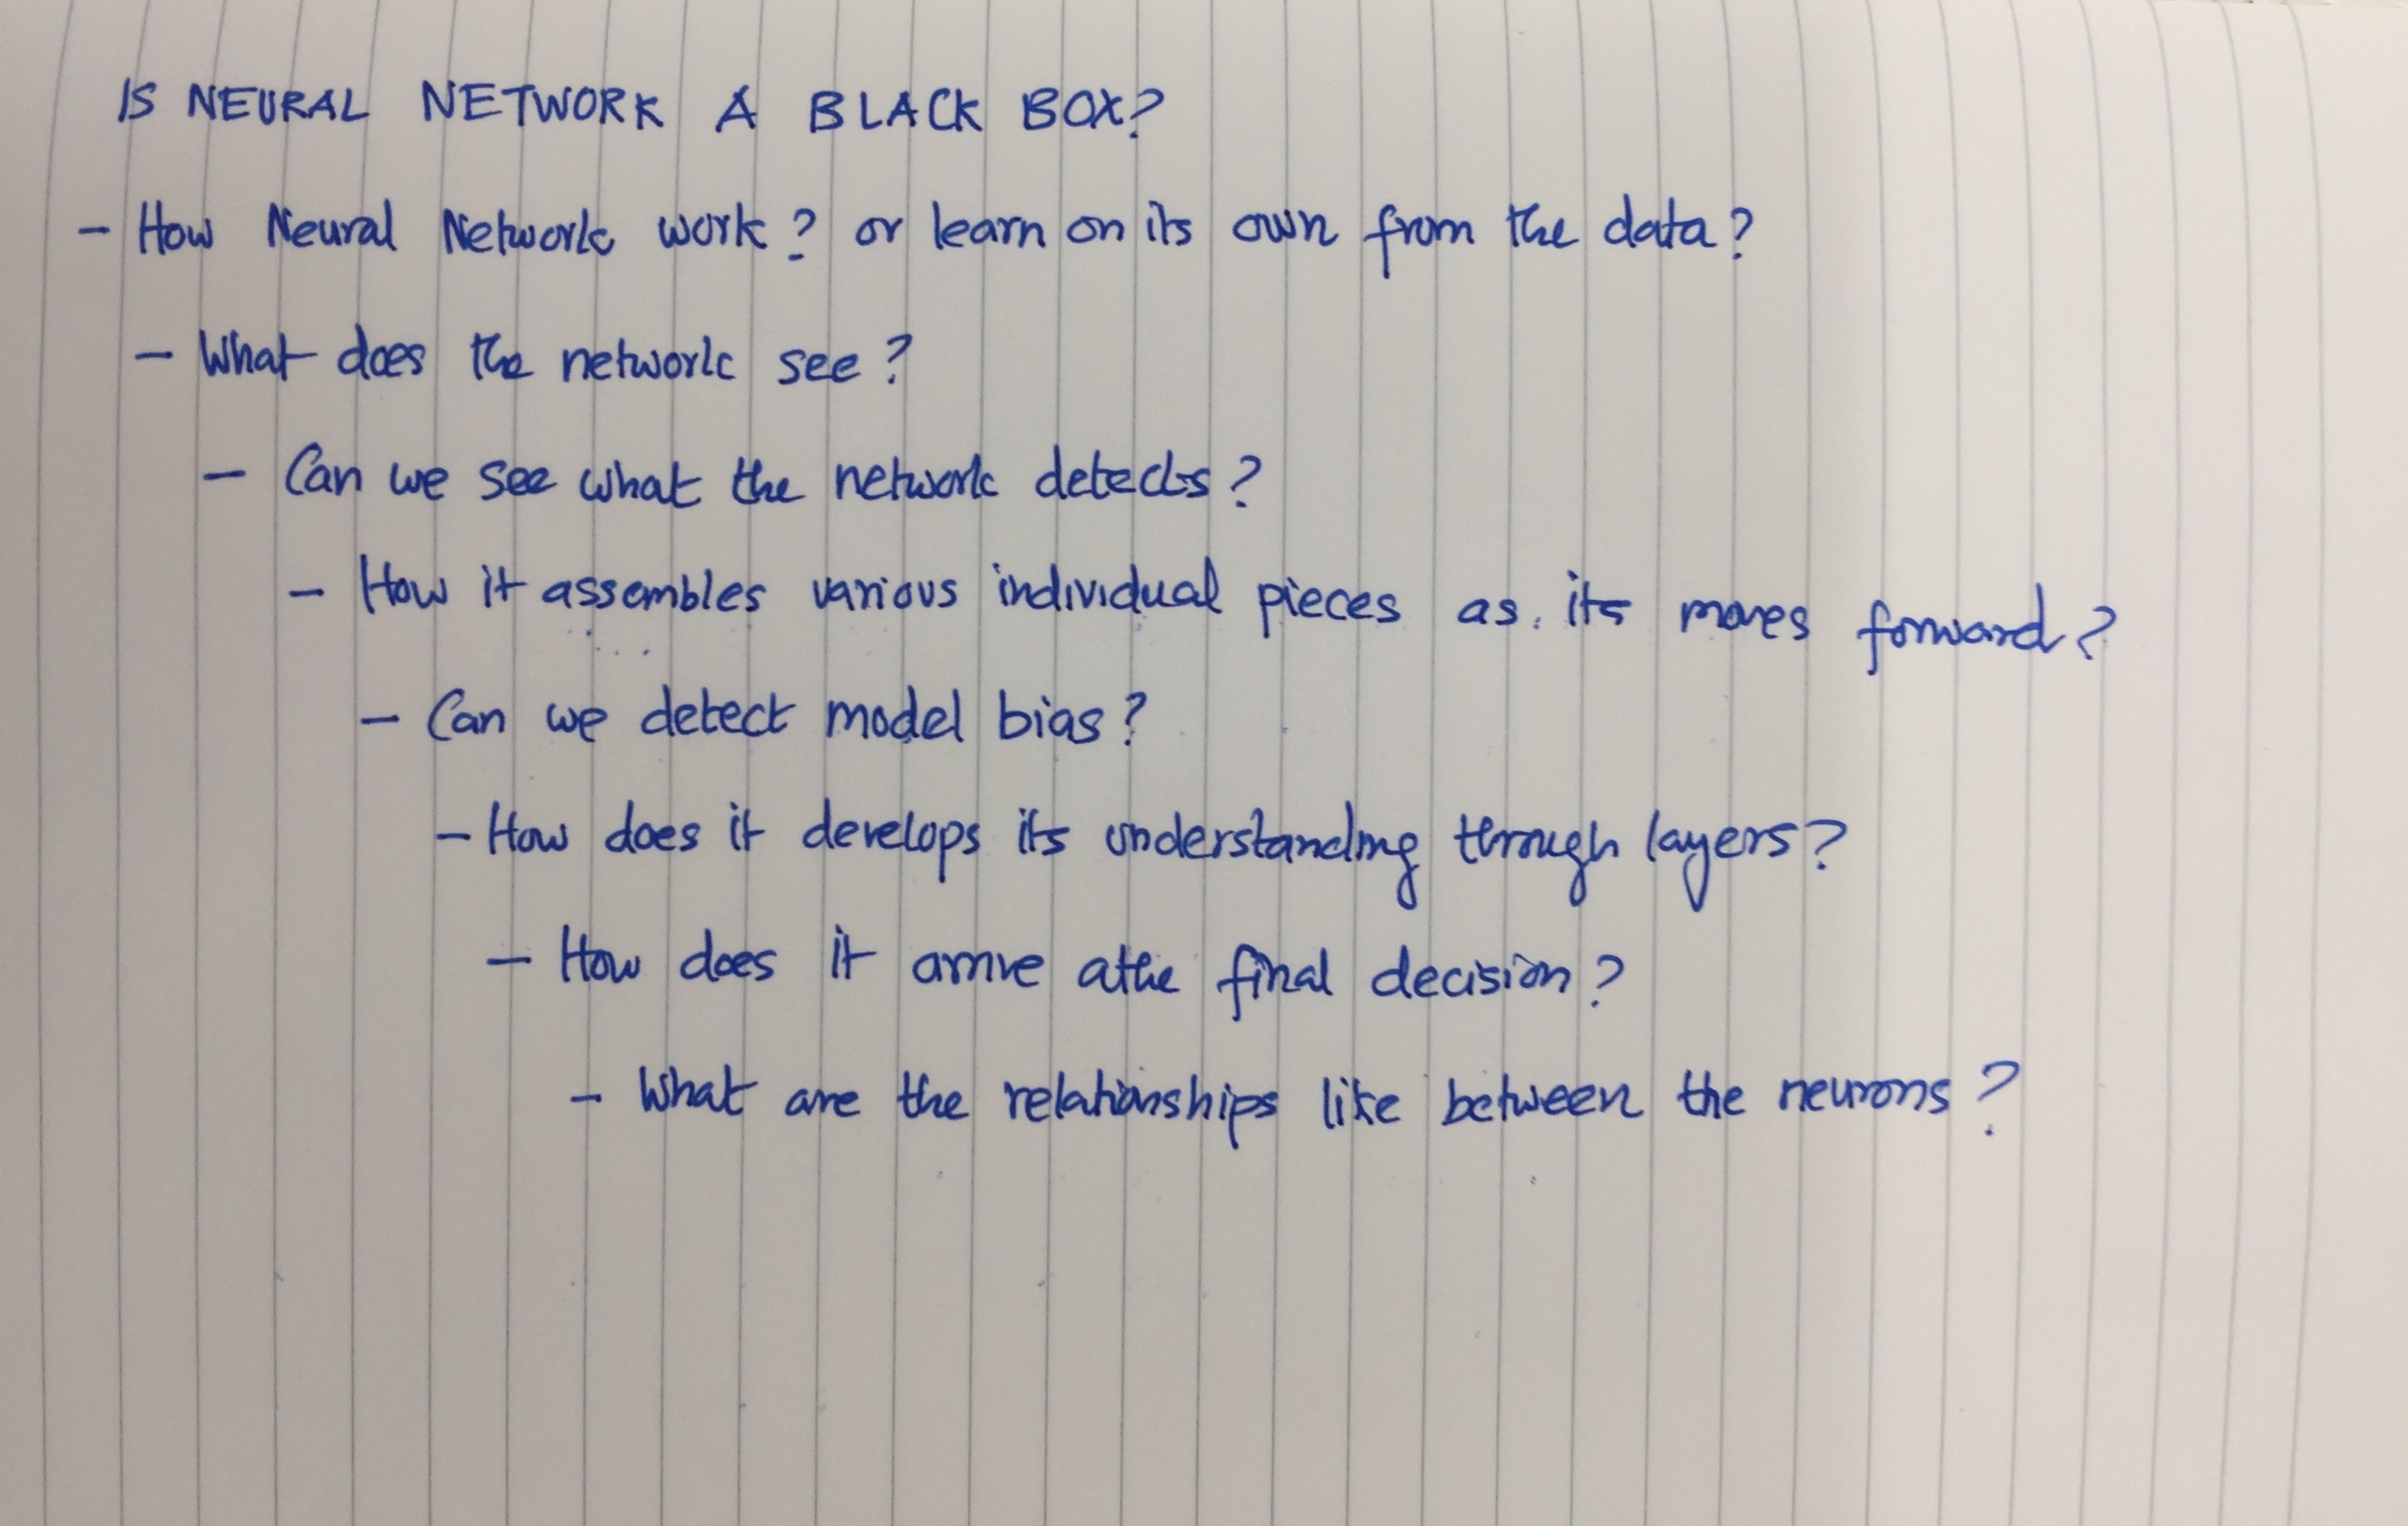 IS NEURAL NETWORK A BLACK BOX?
- How Neural Network work? or learn on its own from the data?
- What does the network see?
- Can we see what the network detects?
- How it assembles various individual pieces as its moves forward?
- Can we detect model bias?
- How does it develops its understanding through layers?
- How does it arrive athe final decision?
- What are the relationships like between the neurons?